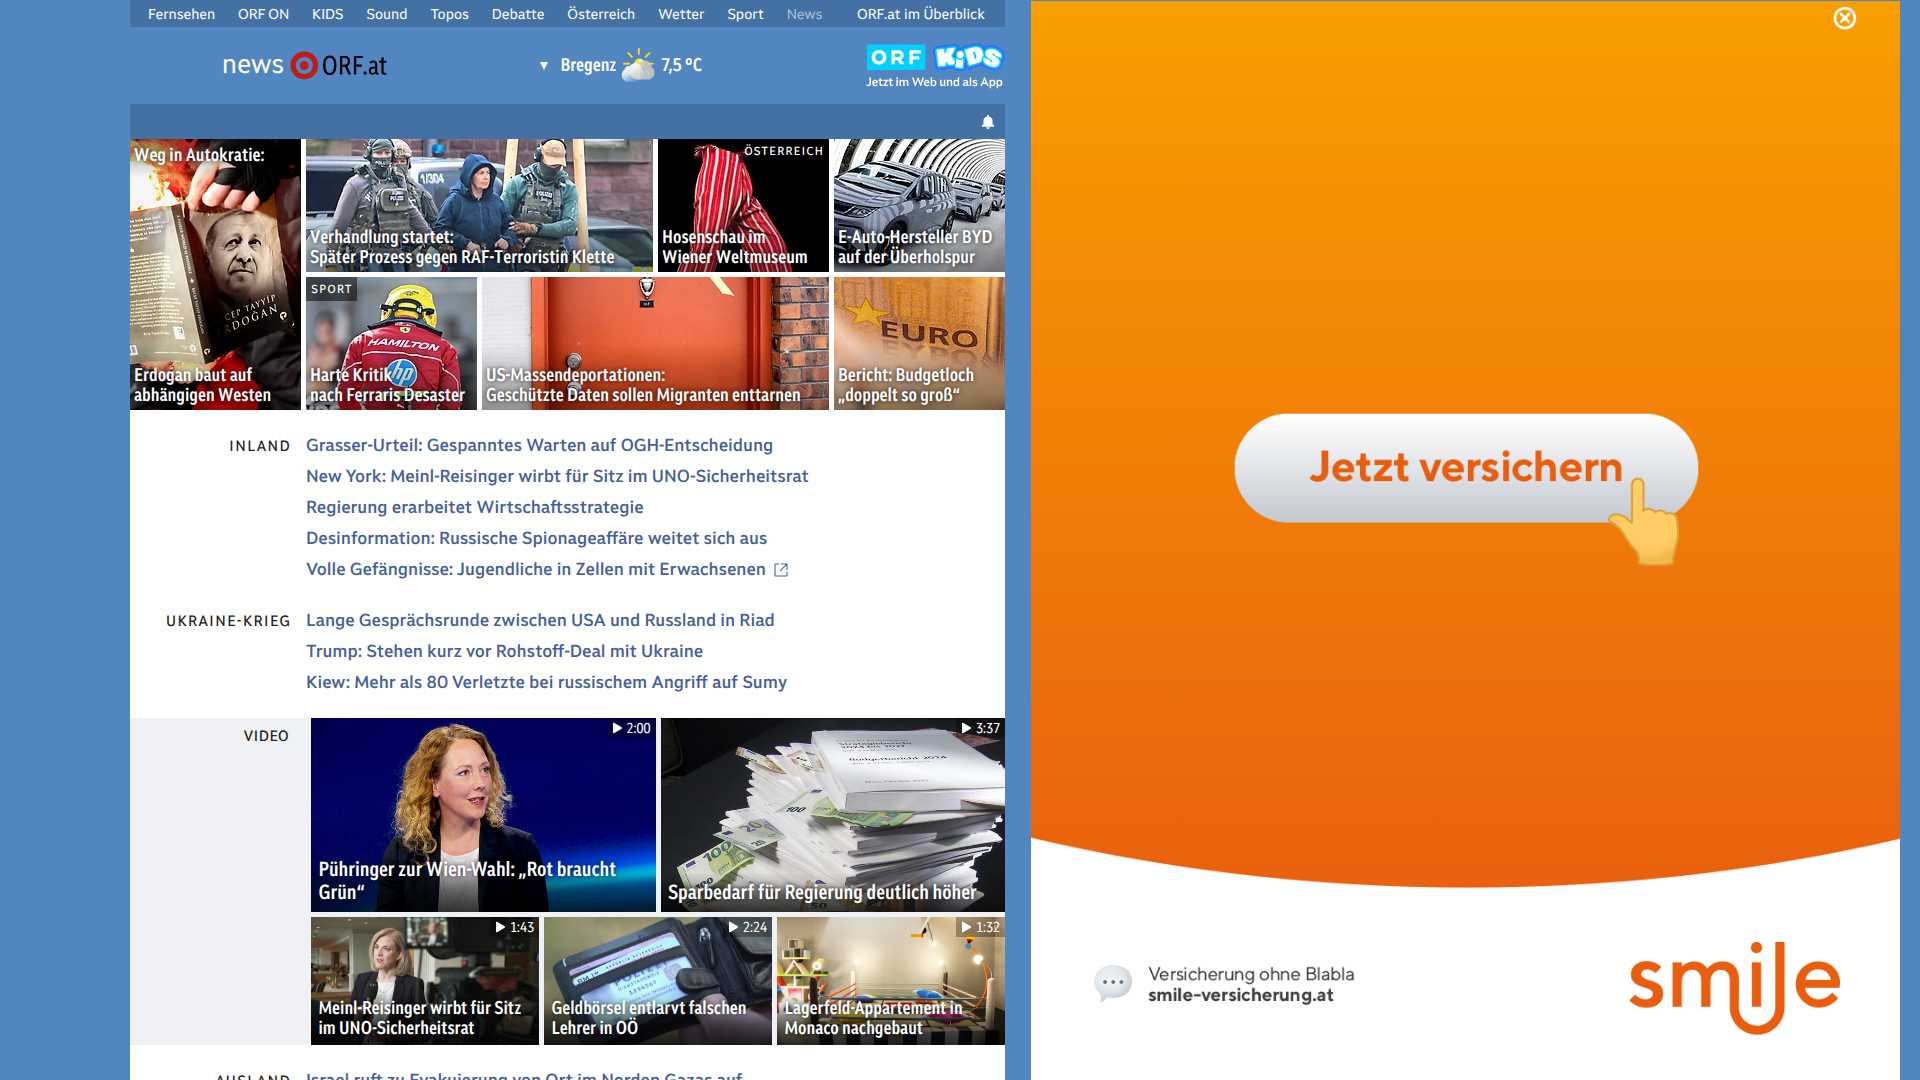 Fernsehen ORF ON KIDS Sound Topos Debatte Österreich Wetter Sport News ORF.at im Überblick
news ORF.at
Bregenz 7,5 °C
ORF KIDS
Jetzt im Web und als App
Weg in Autokratie:
Erdogan baut auf
abhängigen Westen
Verhandlung startet:
Später Prozess gegen RAF-Terroristin Klette
ÖSTERREICH
Hosenschau im
Wiener Weltmuseum
E-Auto-Hersteller BYD
auf der Überholspur
SPORT
HAMILTON
hp
Harte Kritik
nach Ferraris Desaster
US-Massendeportationen:
Geschützte Daten sollen Migranten enttarnen
EURO
Bericht: Budgetloch
„doppelt so groß“
INLAND
Grasser-Urteil: Gespanntes Warten auf OGH-Entscheidung
New York: Meinl-Reisinger wirbt für Sitz im UNO-Sicherheitsrat
Regierung erarbeitet Wirtschaftsstrategie
Desinformation: Russische Spionageaffäre weitet sich aus
Volle Gefängnisse: Jugendliche in Zellen mit Erwachsenen
UKRAINE-KRIEG
Lange Gesprächsrunde zwischen USA und Russland in Riad
Trump: Stehen kurz vor Rohstoff-Deal mit Ukraine
Kiew: Mehr als 80 Verletzte bei russischem Angriff auf Sumy
VIDEO
2:00
Pühringer zur Wien-Wahl: „Rot braucht
Grün“
3:37
Sparbedarf für Regierung deutlich höher
1:43
Meinl-Reisinger wirbt für Sitz
im UNO-Sicherheitsrat
2:24
Geldbörsel entlarvt falschen
Lehrer in OÖ
1:32
Lagerfeld-Appartement in
Monaco nachgebaut
AUSLAND
Israel ruft zu Evakuierung von Ort im Norden Gazas auf
Jetzt versichern
Versicherung ohne Blabla
smile-versicherung.at
smile